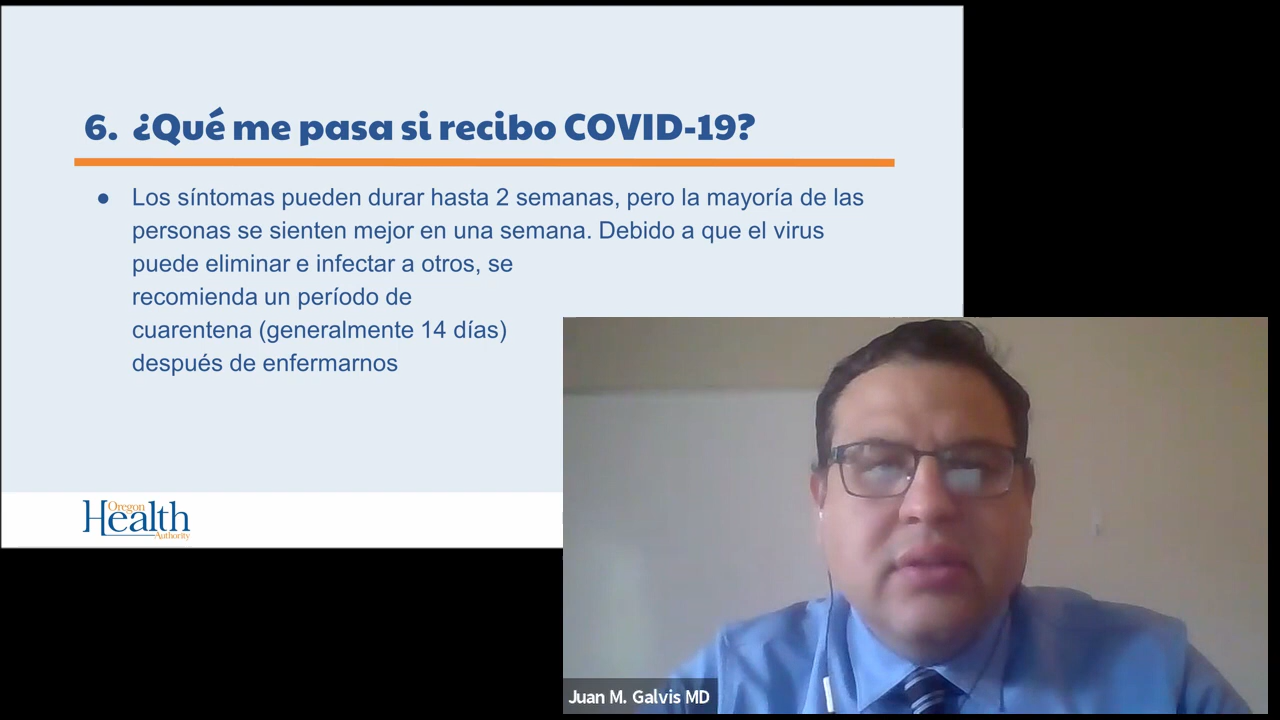 6. ¿Qué me pasa si recibo COVID-19?
● Los síntomas pueden durar hasta 2 semanas, pero la mayoría de las
personas se sienten mejor en una semana. Debido a que el virus
puede eliminar e infectar a otros, se
recomienda un período de
cuarentena (generalmente 14 días)
después de enfermarnos
Oregon
Health
Authority
Juan M. Galvis MD